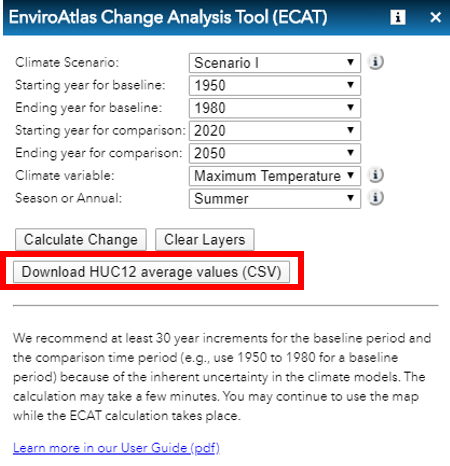 EnviroAtlas Change Analysis Tool (ECAT)
Climate Scenario: Scenario I
Starting year for baseline: 1950
Ending year for baseline: 1980
Starting year for comparison: 2020
Ending year for comparison: 2050
Climate variable: Maximum Temperature
Season or Annual: Summer
Calculate Change Clear Layers
Download HUC12 average values (CSV)
We recommend at least 30 year increments for the baseline period and
the comparison time period (e.g., use 1950 to 1980 for a baseline
period) because of the inherent uncertainty in the climate models. The
calculation may take a few minutes. You may continue to use the map
while the ECAT calculation takes place.
Learn more in our User Guide (pdf)